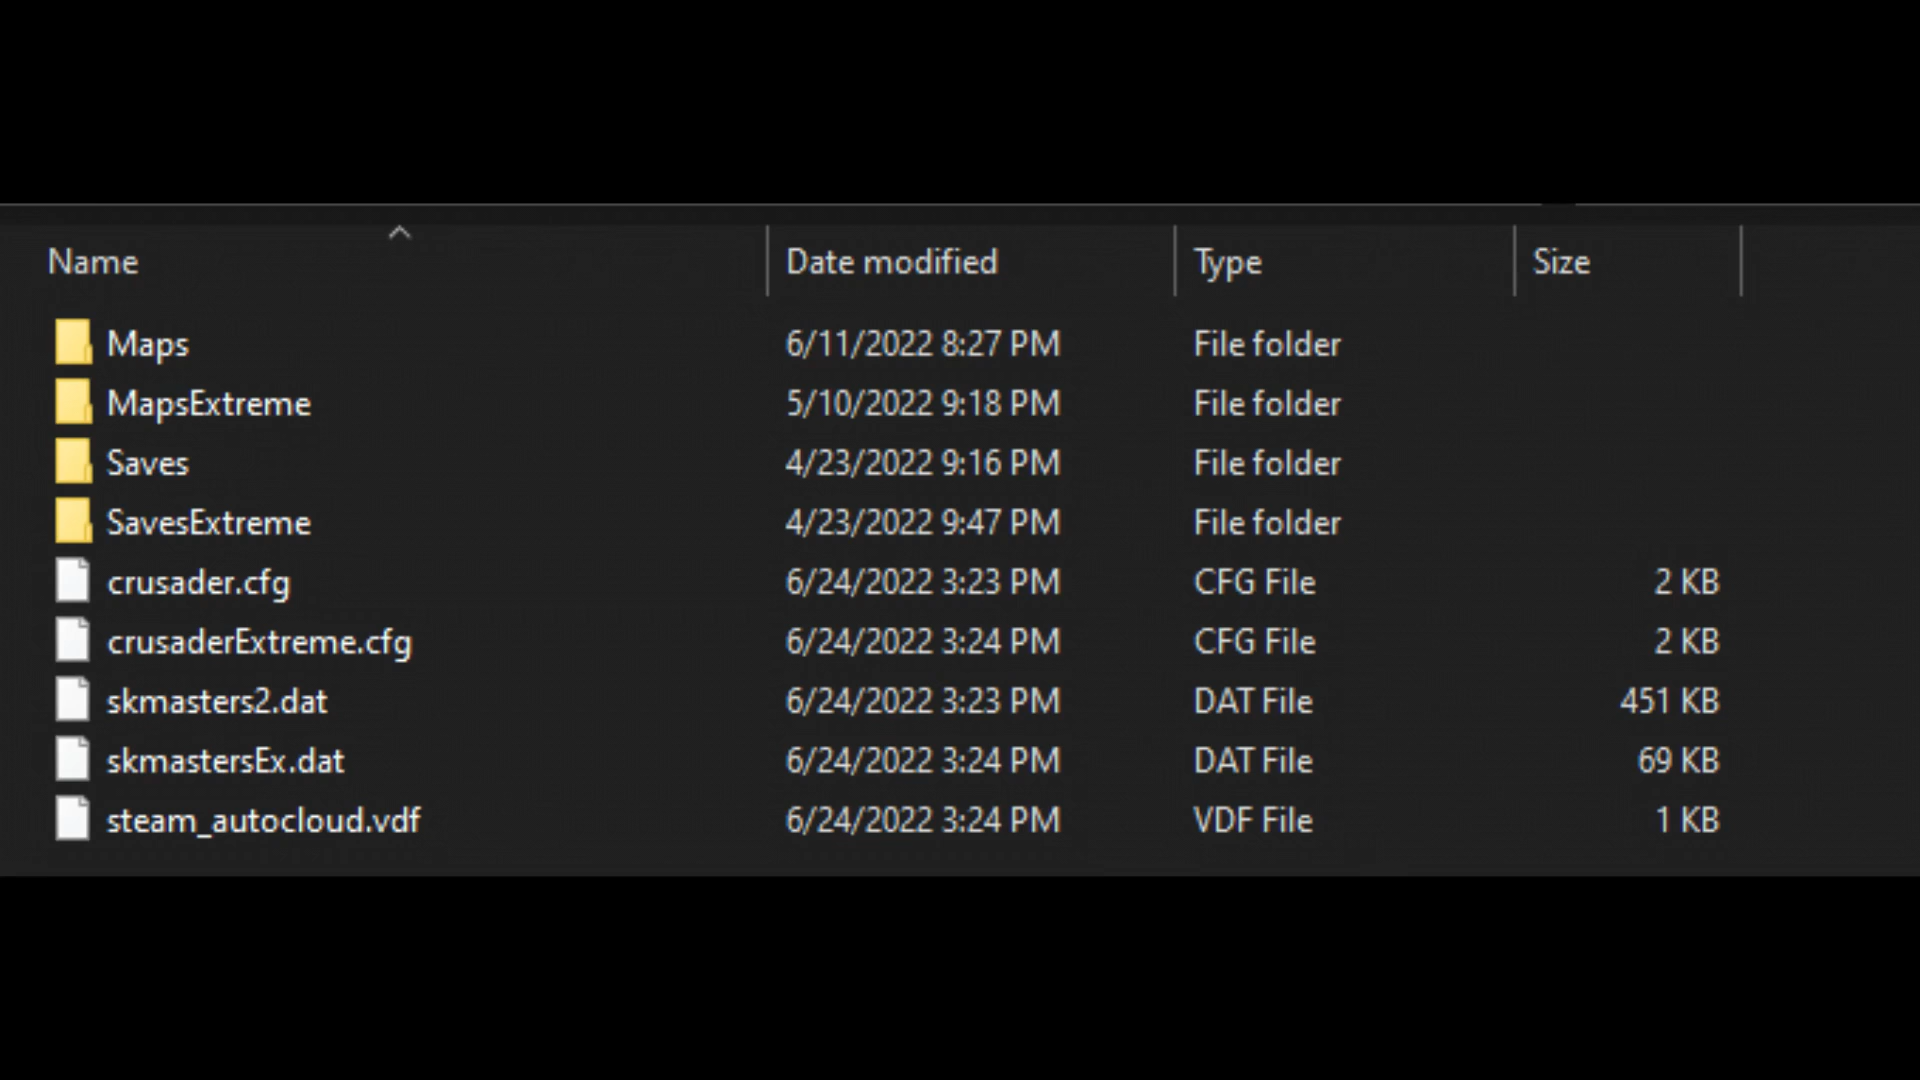 Name Date modified Type Size
Maps 6/11/2022 8:27 PM File folder
MapsExtreme 5/10/2022 9:18 PM File folder
Saves 4/23/2022 9:16 PM File folder
SavesExtreme 4/23/2022 9:47 PM File folder
crusader.cfg 6/24/2022 3:23 PM CFG File 2 KB
crusaderExtreme.cfg 6/24/2022 3:24 PM CFG File 2 KB
skmasters2.dat 6/24/2022 3:23 PM DAT File 451 KB
skmastersEx.dat 6/24/2022 3:24 PM DAT File 69 KB
steam_autocloud.vdf 6/24/2022 3:24 PM VDF File 1 KB